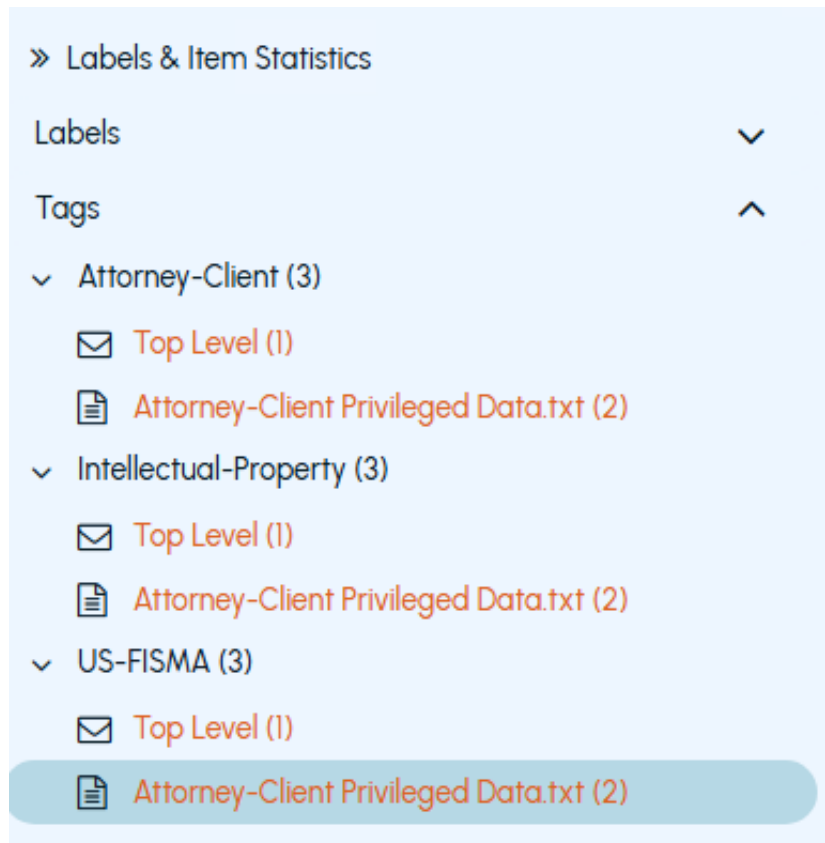 » Labels & Item Statistics
Labels
Tags
Attorney-Client (3)
Top Level (1)
Attorney-Client Privileged Data.txt (2)
Intellectual-Property (3)
Top Level (1)
Attorney-Client Privileged Data.txt (2)
US-FISMA (3)
Top Level (1)
Attorney-Client Privileged Data.txt (2)